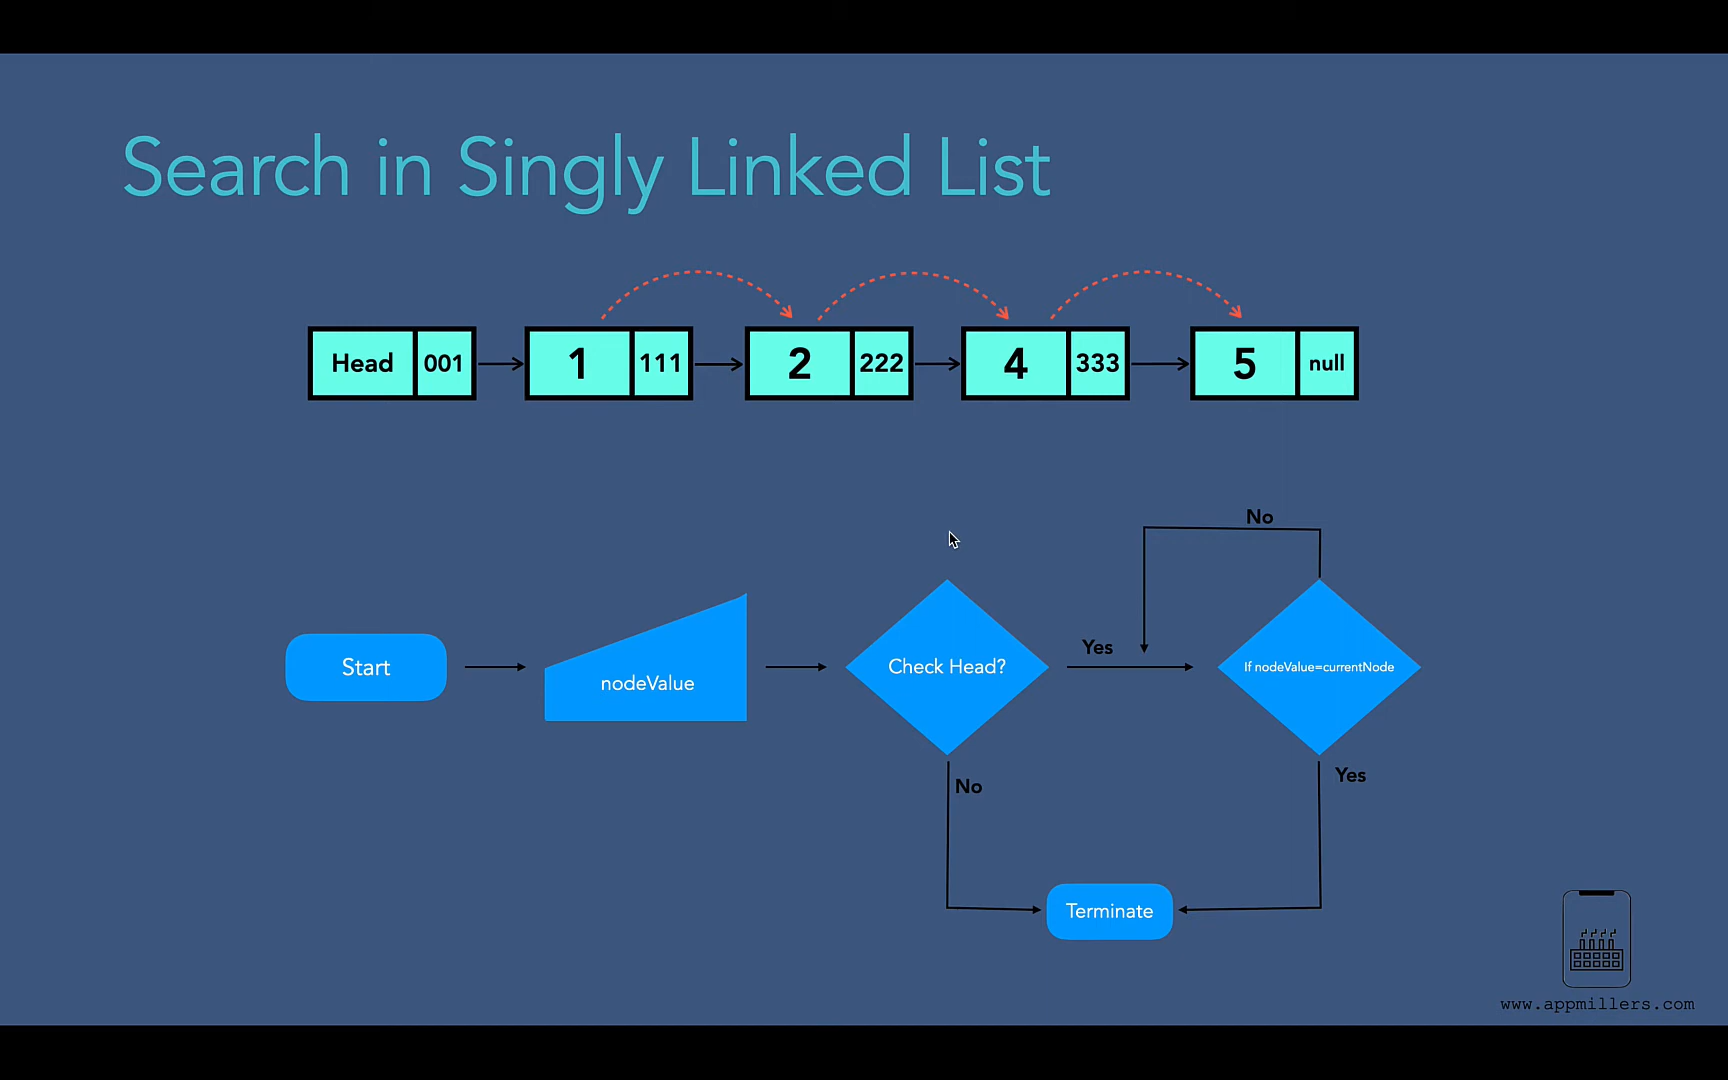 Search in Singly Linked List
Head 001 1 111 2 222 4 333 5 null
No
Start
nodeValue
Check Head?
Yes
If nodeValue=currentNode
No
Yes
Terminate
www.appmillers.com